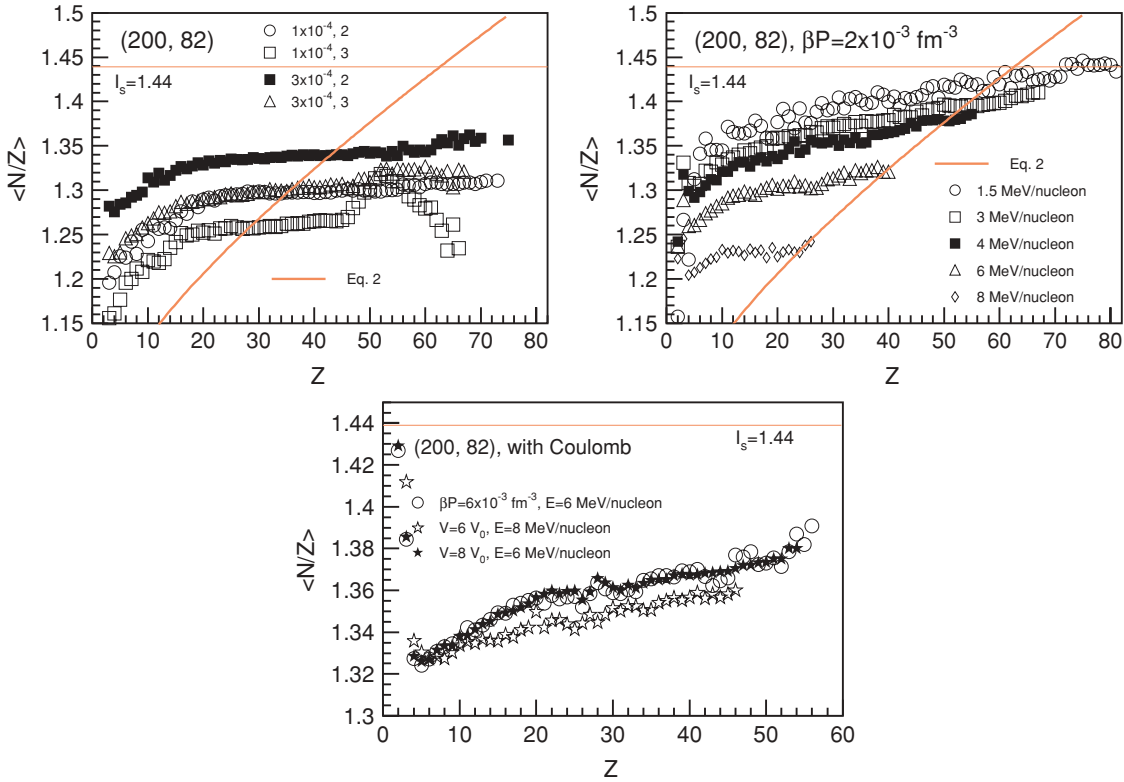 1.5
1.45
1.4
1.35
1.3
1.25
1.2
1.15
<N/Z>
(200, 82)
1x10⁻⁴, 2
1x10⁻⁴, 3
3x10⁻⁴, 2
3x10⁻⁴, 3
Iₛ=1.44
Eq. 2
0 10 20 30 40 50 60 70 80
Z
1.5
1.45
1.4
1.35
1.3
1.25
1.2
1.15
<N/Z>
(200, 82), βP=2x10⁻³ fm⁻³
Iₛ=1.44
Eq. 2
1.5 MeV/nucleon
3 MeV/nucleon
4 MeV/nucleon
6 MeV/nucleon
8 MeV/nucleon
0 10 20 30 40 50 60 70 80
Z
1.44
1.42
1.4
1.38
1.36
1.34
1.32
1.3
<N/Z>
Iₛ=1.44
(200, 82), with Coulomb
βP=6x10⁻³ fm⁻³, E=6 MeV/nucleon
V=6 V₀, E=8 MeV/nucleon
V=8 V₀, E=6 MeV/nucleon
0 10 20 30 40 50 60
Z